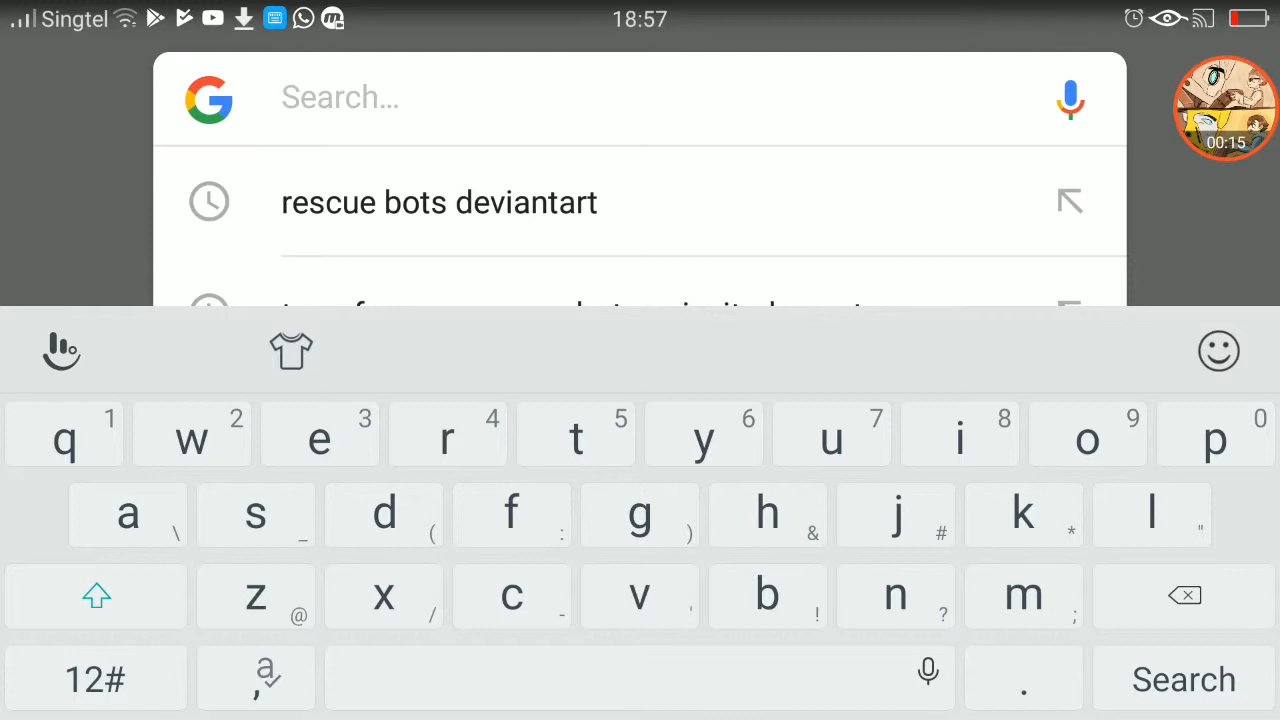 Singtel 18:57
Search...
00:15
rescue bots deviantart
1 2 3 4 5 6 7 8 9 0
q w e r t y u i o p
a s d f g h j k l
\ _ ( : ) & # * "
z x c v b n m
@ / - ' ! ? ;
12# , a . Search